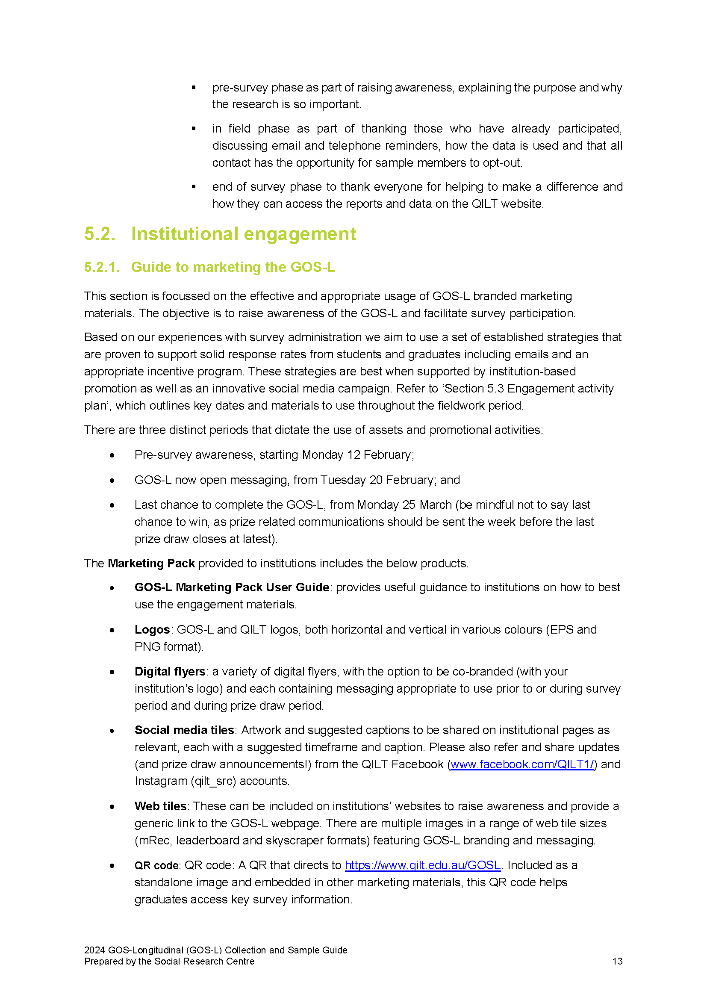 ▪ pre-survey phase as part of raising awareness, explaining the purpose and why
the research is so important.
▪ in field phase as part of thanking those who have already participated,
discussing email and telephone reminders, how the data is used and that all
contact has the opportunity for sample members to opt-out.
▪ end of survey phase to thank everyone for helping to make a difference and
how they can access the reports and data on the QILT website.
5.2. Institutional engagement
5.2.1. Guide to marketing the GOS-L
This section is focussed on the effective and appropriate usage of GOS-L branded marketing
materials. The objective is to raise awareness of the GOS-L and facilitate survey participation.
Based on our experiences with survey administration we aim to use a set of established strategies that
are proven to support solid response rates from students and graduates including emails and an
appropriate incentive program. These strategies are best when supported by institution-based
promotion as well as an innovative social media campaign. Refer to ‘Section 5.3 Engagement activity
plan’, which outlines key dates and materials to use throughout the fieldwork period.
There are three distinct periods that dictate the use of assets and promotional activities:
• Pre-survey awareness, starting Monday 12 February;
• GOS-L now open messaging, from Tuesday 20 February; and
• Last chance to complete the GOS-L, from Monday 25 March (be mindful not to say last
chance to win, as prize related communications should be sent the week before the last
prize draw closes at latest).
The Marketing Pack provided to institutions includes the below products.
• GOS-L Marketing Pack User Guide: provides useful guidance to institutions on how to best
use the engagement materials.
• Logos: GOS-L and QILT logos, both horizontal and vertical in various colours (EPS and
PNG format).
• Digital flyers: a variety of digital flyers, with the option to be co-branded (with your
institution’s logo) and each containing messaging appropriate to use prior to or during survey
period and during prize draw period.
• Social media tiles: Artwork and suggested captions to be shared on institutional pages as
relevant, each with a suggested timeframe and caption. Please also refer and share updates
(and prize draw announcements!) from the QILT Facebook (www.facebook.com/QILT1/) and
Instagram (qilt_src) accounts.
• Web tiles: These can be included on institutions’ websites to raise awareness and provide a
generic link to the GOS-L webpage. There are multiple images in a range of web tile sizes
(mRec, leaderboard and skyscraper formats) featuring GOS-L branding and messaging.
• QR code: QR code: A QR that directs to https://www.qilt.edu.au/GOSL. Included as a
standalone image and embedded in other marketing materials, this QR code helps
graduates access key survey information.
2024 GOS-Longitudinal (GOS-L) Collection and Sample Guide
Prepared by the Social Research Centre 13